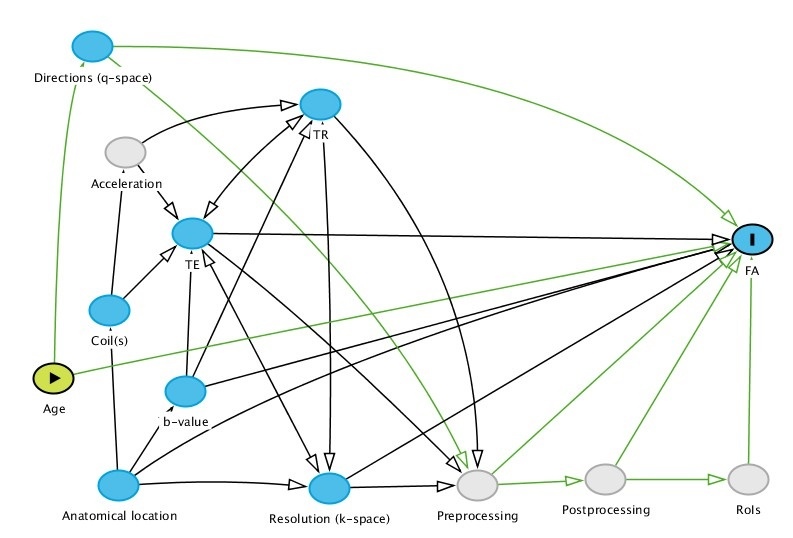 Directions (q-space)
TR
Acceleration
TE
FA
Coil(s)
Age
b-value
Anatomical location
Resolution (k-space)
Preprocessing
Postprocessing
RoIs